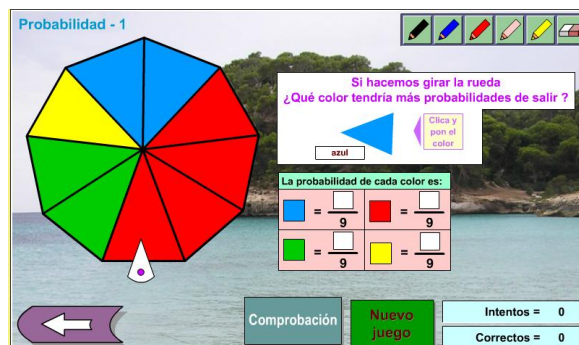 Probabilidad - 1
Si hacemos girar la rueda
¿Qué color tendría más probabilidades de salir ?
Clica y
pon el
color
azul
La probabilidad de cada color es:
= 9
= 9
= 9
= 9
Comprobación
Nuevo
juego
Intentos = 0
Correctos = 0